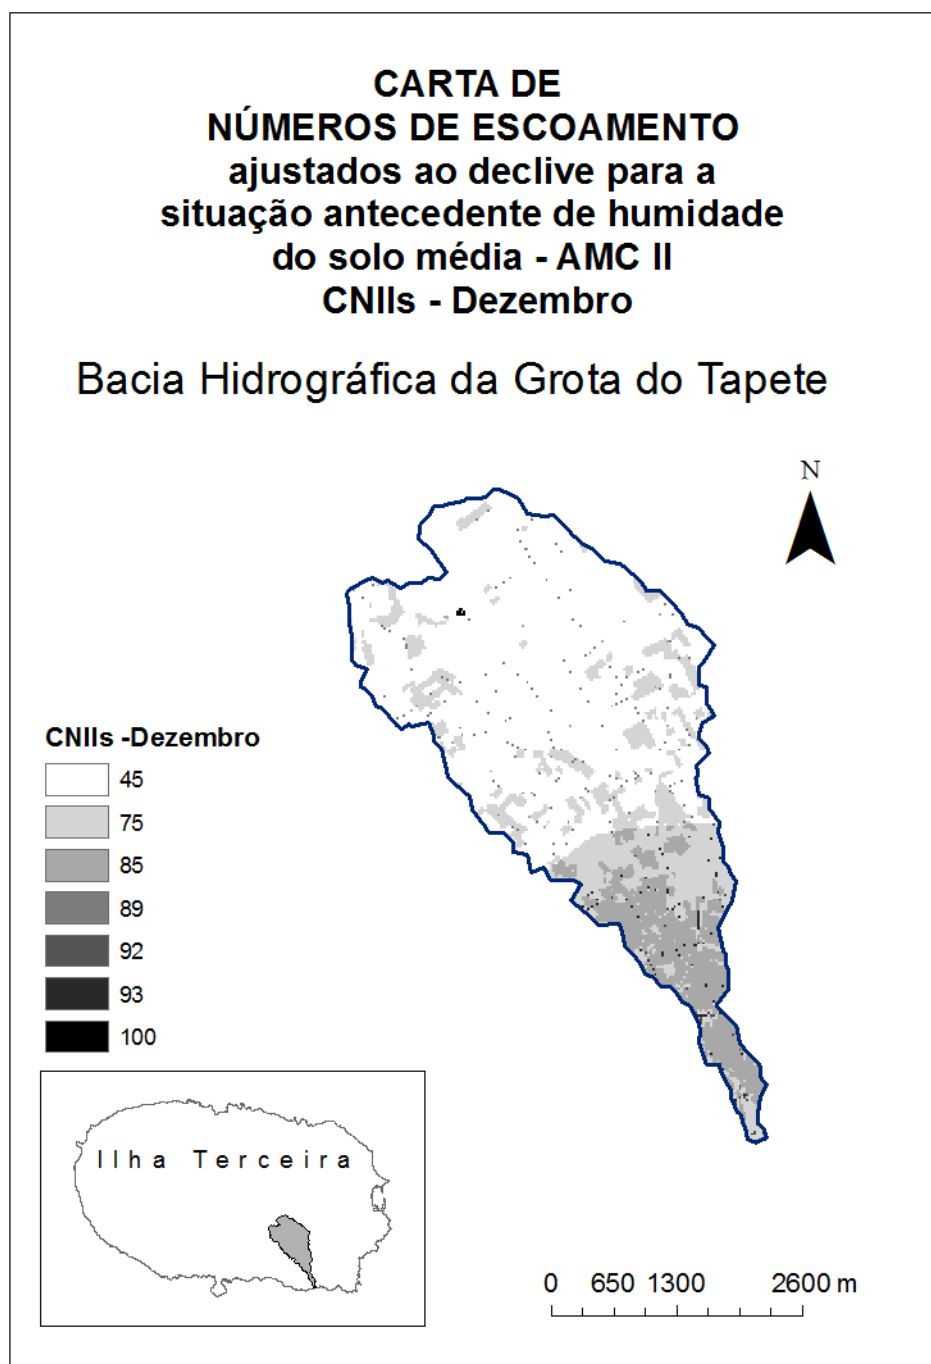 CARTA DE
NÚMEROS DE ESCOAMENTO
ajustados ao declive para a
situação antecedente de humidade
do solo média - AMC II
CNIIs - Dezembro
Bacia Hidrográfica da Grota do Tapete
N
CNIIs -Dezembro
45
75
85
89
92
93
100
Ilha Terceira
0 650 1300 2600 m